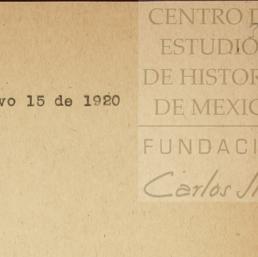 CENTRO D
ESTUDIO
DE HISTOR
DE MEXIC
vo 15 de 1920
FUNDACI
Carlos